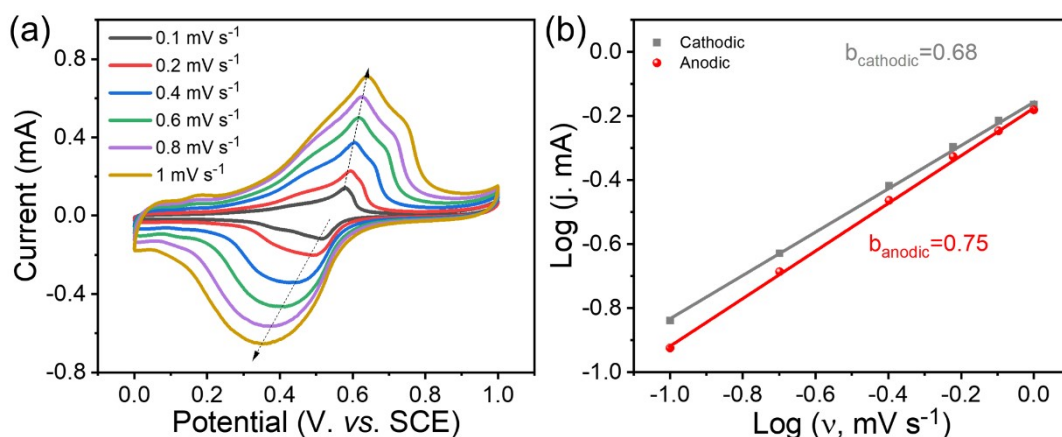 (a)
0.1 mV s⁻¹
0.2 mV s⁻¹
0.4 mV s⁻¹
0.6 mV s⁻¹
0.8 mV s⁻¹
1 mV s⁻¹
0.8
0.4
0.0
-0.4
-0.8
Current (mA)
0.0 0.2 0.4 0.6 0.8 1.0
Potential (V. vs. SCE)
(b)
Cathodic
Anodic
b_cathodic=0.68
b_anodic=0.75
0.0
-0.2
-0.4
-0.6
-0.8
-1.0
Log (j. mA)
-1.0 -0.8 -0.6 -0.4 -0.2 0.0
Log (ν, mV s⁻¹)